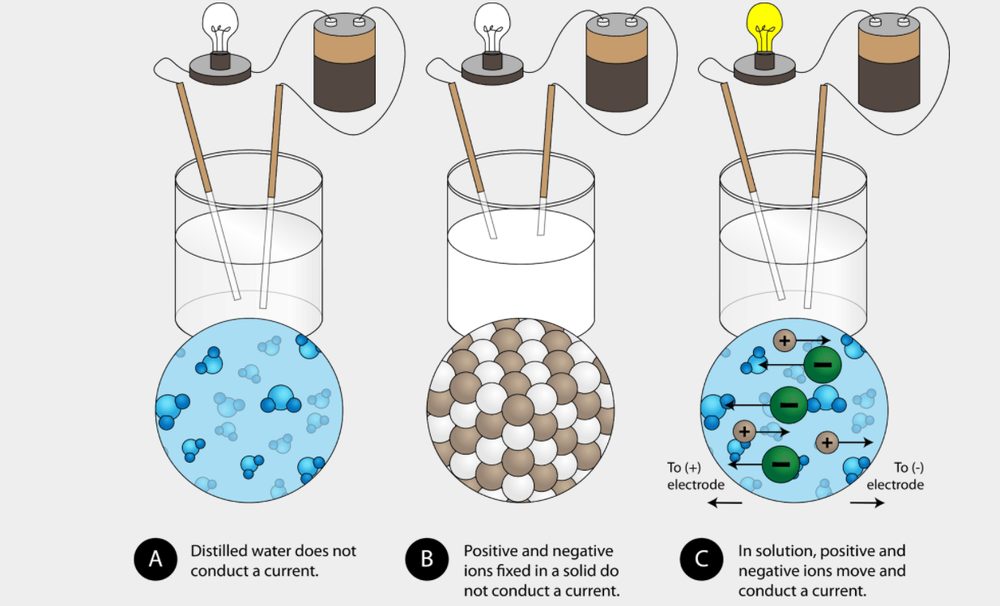 +
−
−
+
+
−
To (+)
electrode
To (-)
electrode
A
Distilled water does not
conduct a current.
B
Positive and negative
ions fixed in a solid do
not conduct a current.
C
In solution, positive and
negative ions move and
conduct a current.